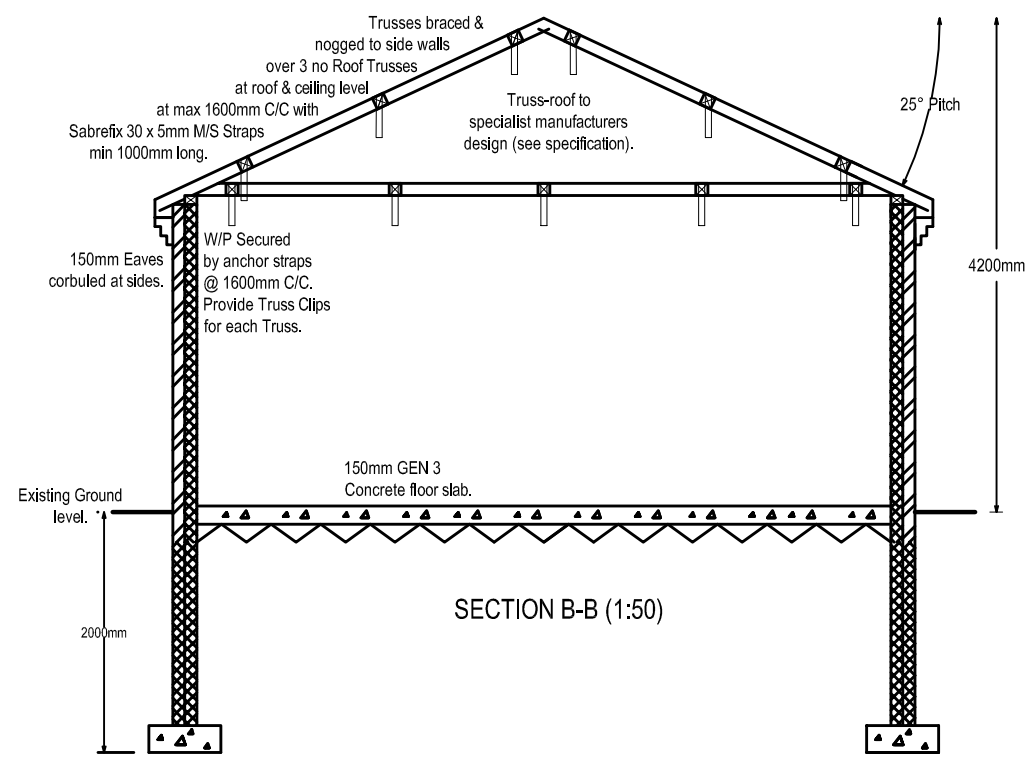 Trusses braced &
nogged to side walls
over 3 no Roof Trusses
at roof & ceiling level
at max 1600mm C/C with
Sabrefix 30 x 5mm M/S Straps
min 1000mm long.
Truss-roof to
specialist manufacturers
design (see specification).
25° Pitch
4200mm
150mm Eaves
corbuled at sides.
W/P Secured
by anchor straps
@ 1600mm C/C.
Provide Truss Clips
for each Truss.
150mm GEN 3
Concrete floor slab.
Existing Ground
level.
2000mm
SECTION B-B (1:50)